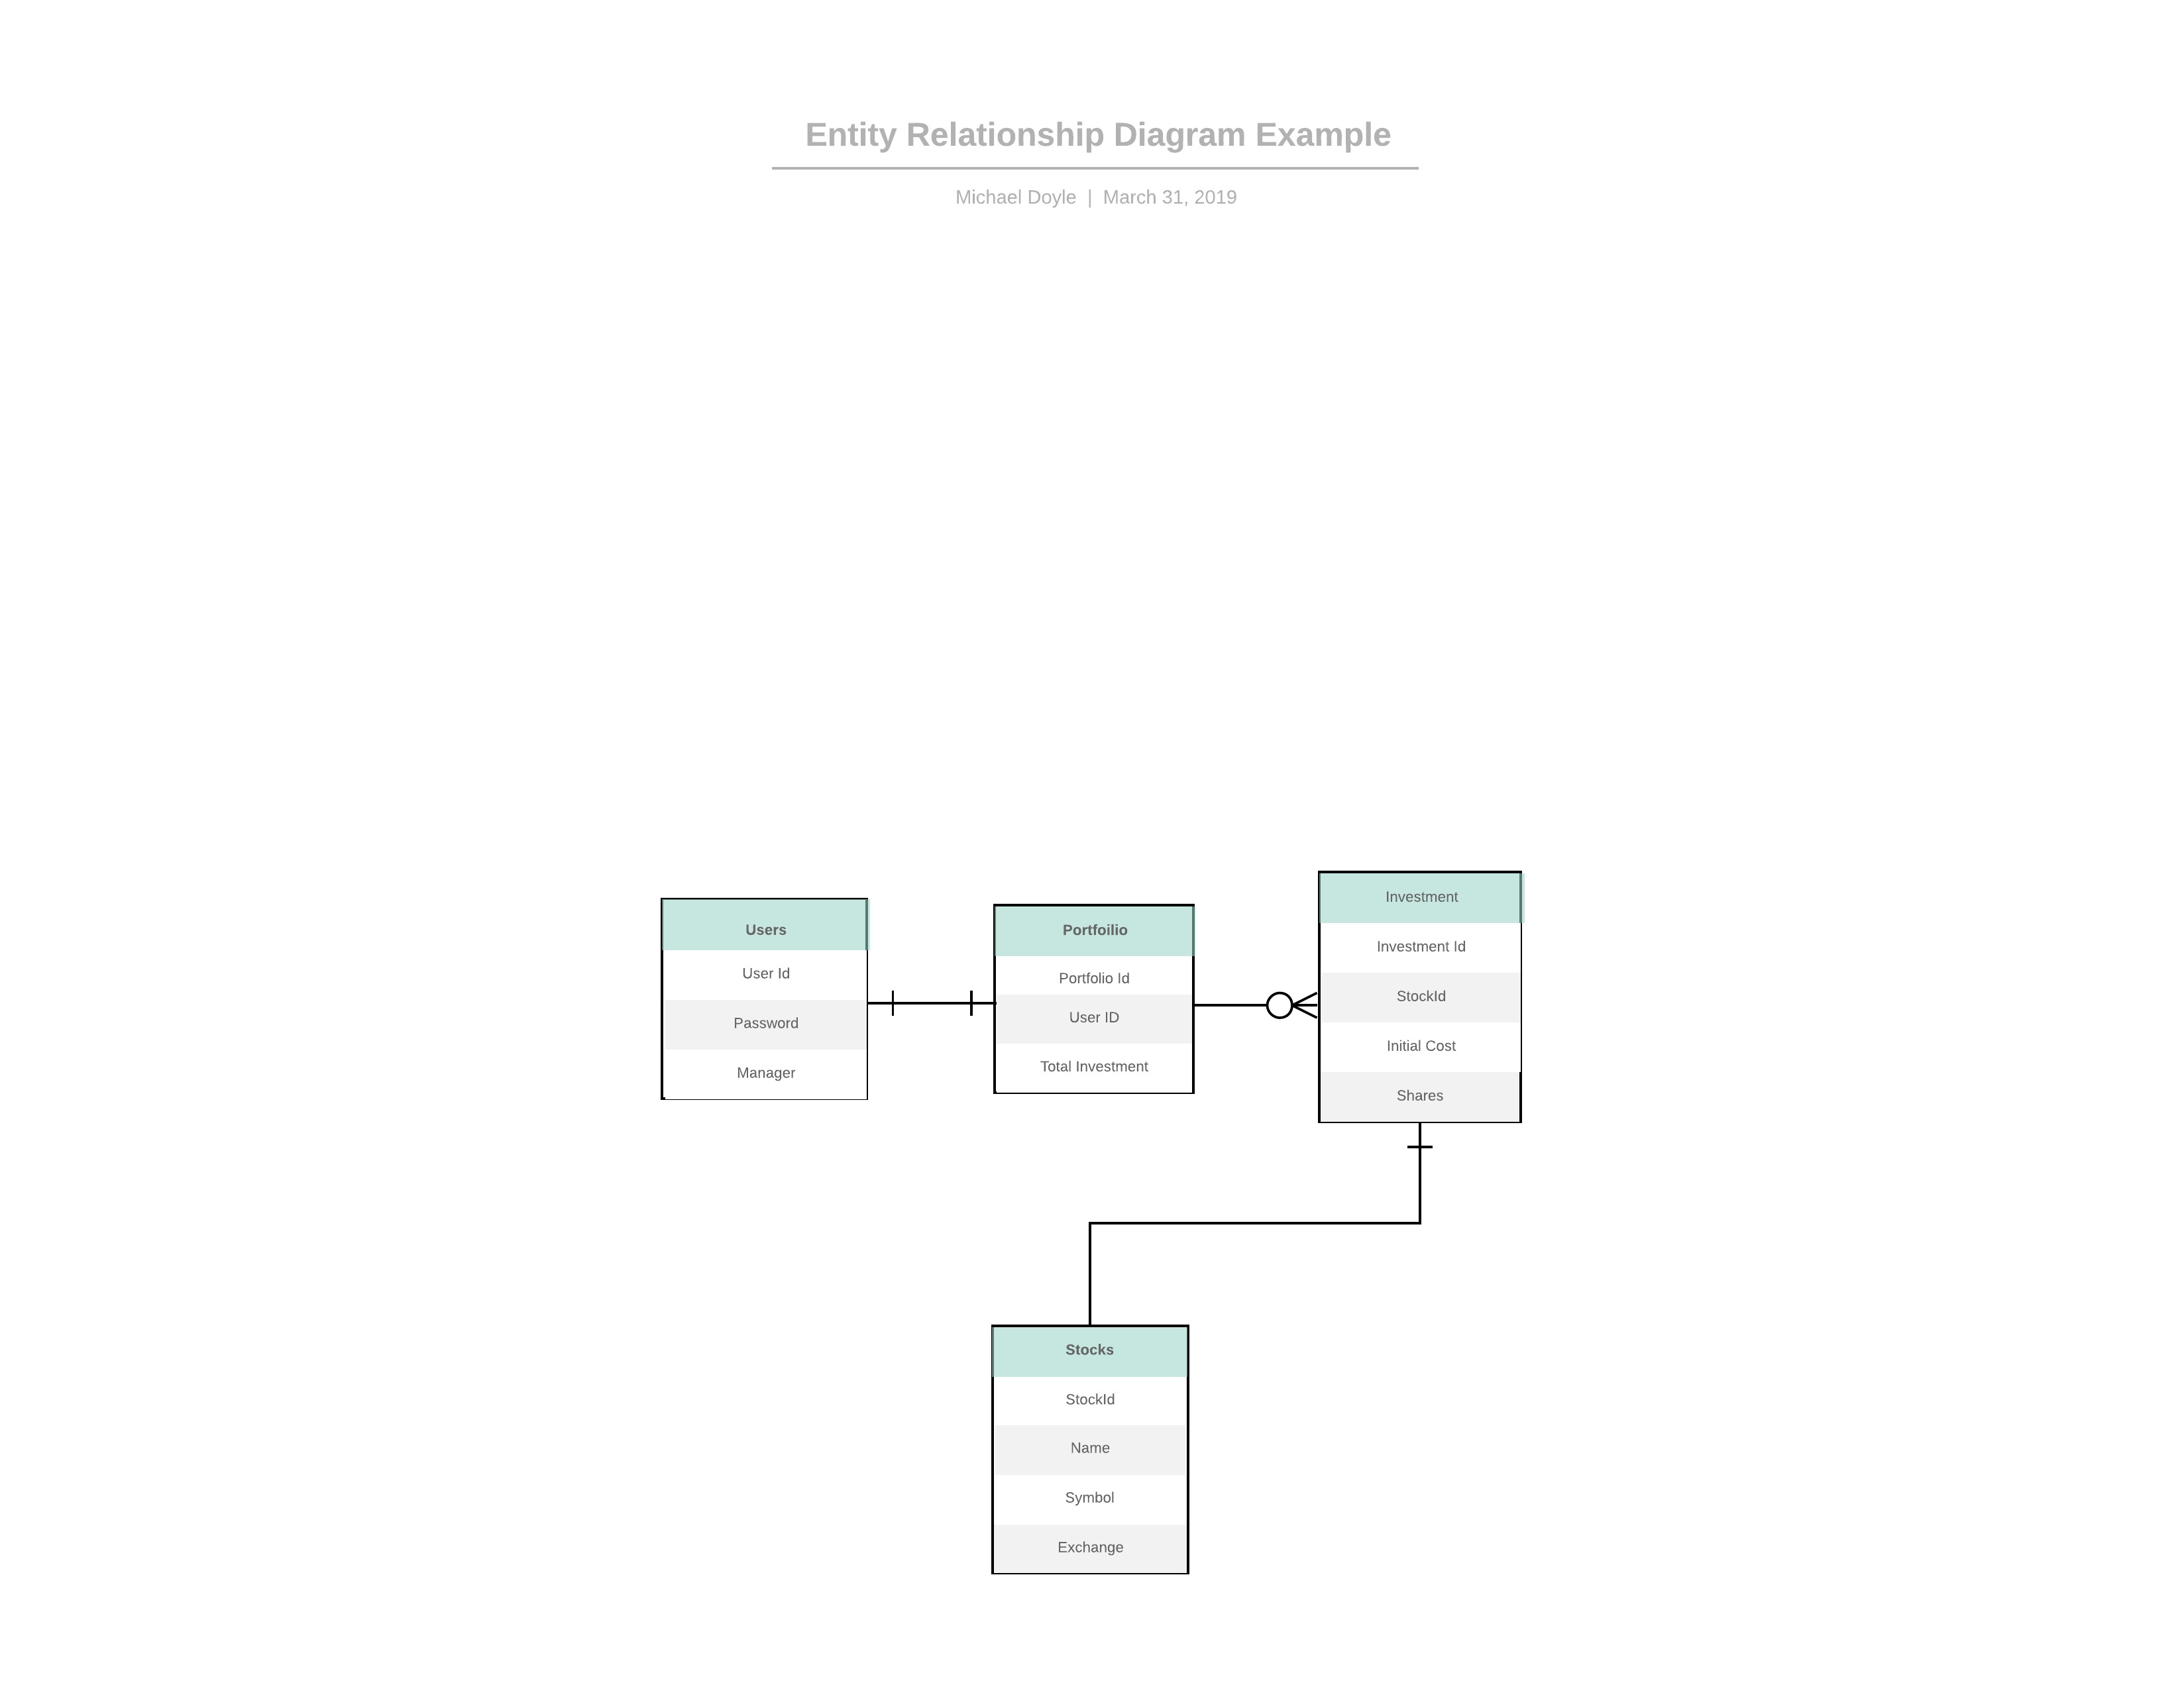 Entity Relationship Diagram Example
Michael Doyle | March 31, 2019
Users
User Id
Password
Manager
Portfoilio
Portfolio Id
User ID
Total Investment
Investment
Investment Id
StockId
Initial Cost
Shares
Stocks
StockId
Name
Symbol
Exchange